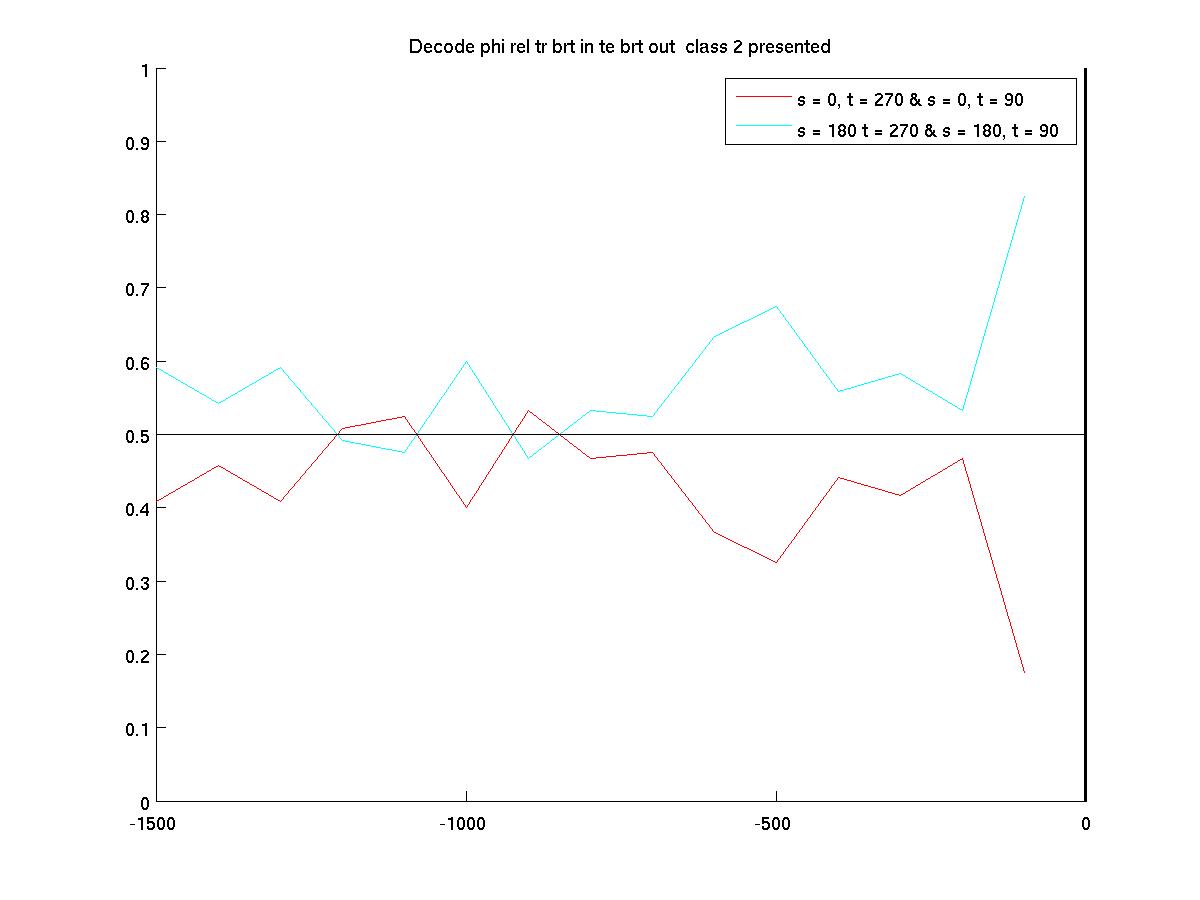 Decode phi rel tr brt in te brt out  class 2 presented
1
s = 0, t = 270 & s = 0, t = 90
s = 180 t = 270 & s = 180, t = 90
0.9
0.8
0.7
0.6
0.5
0.4
0.3
0.2
0.1
0
-1500 -1000 -500 0